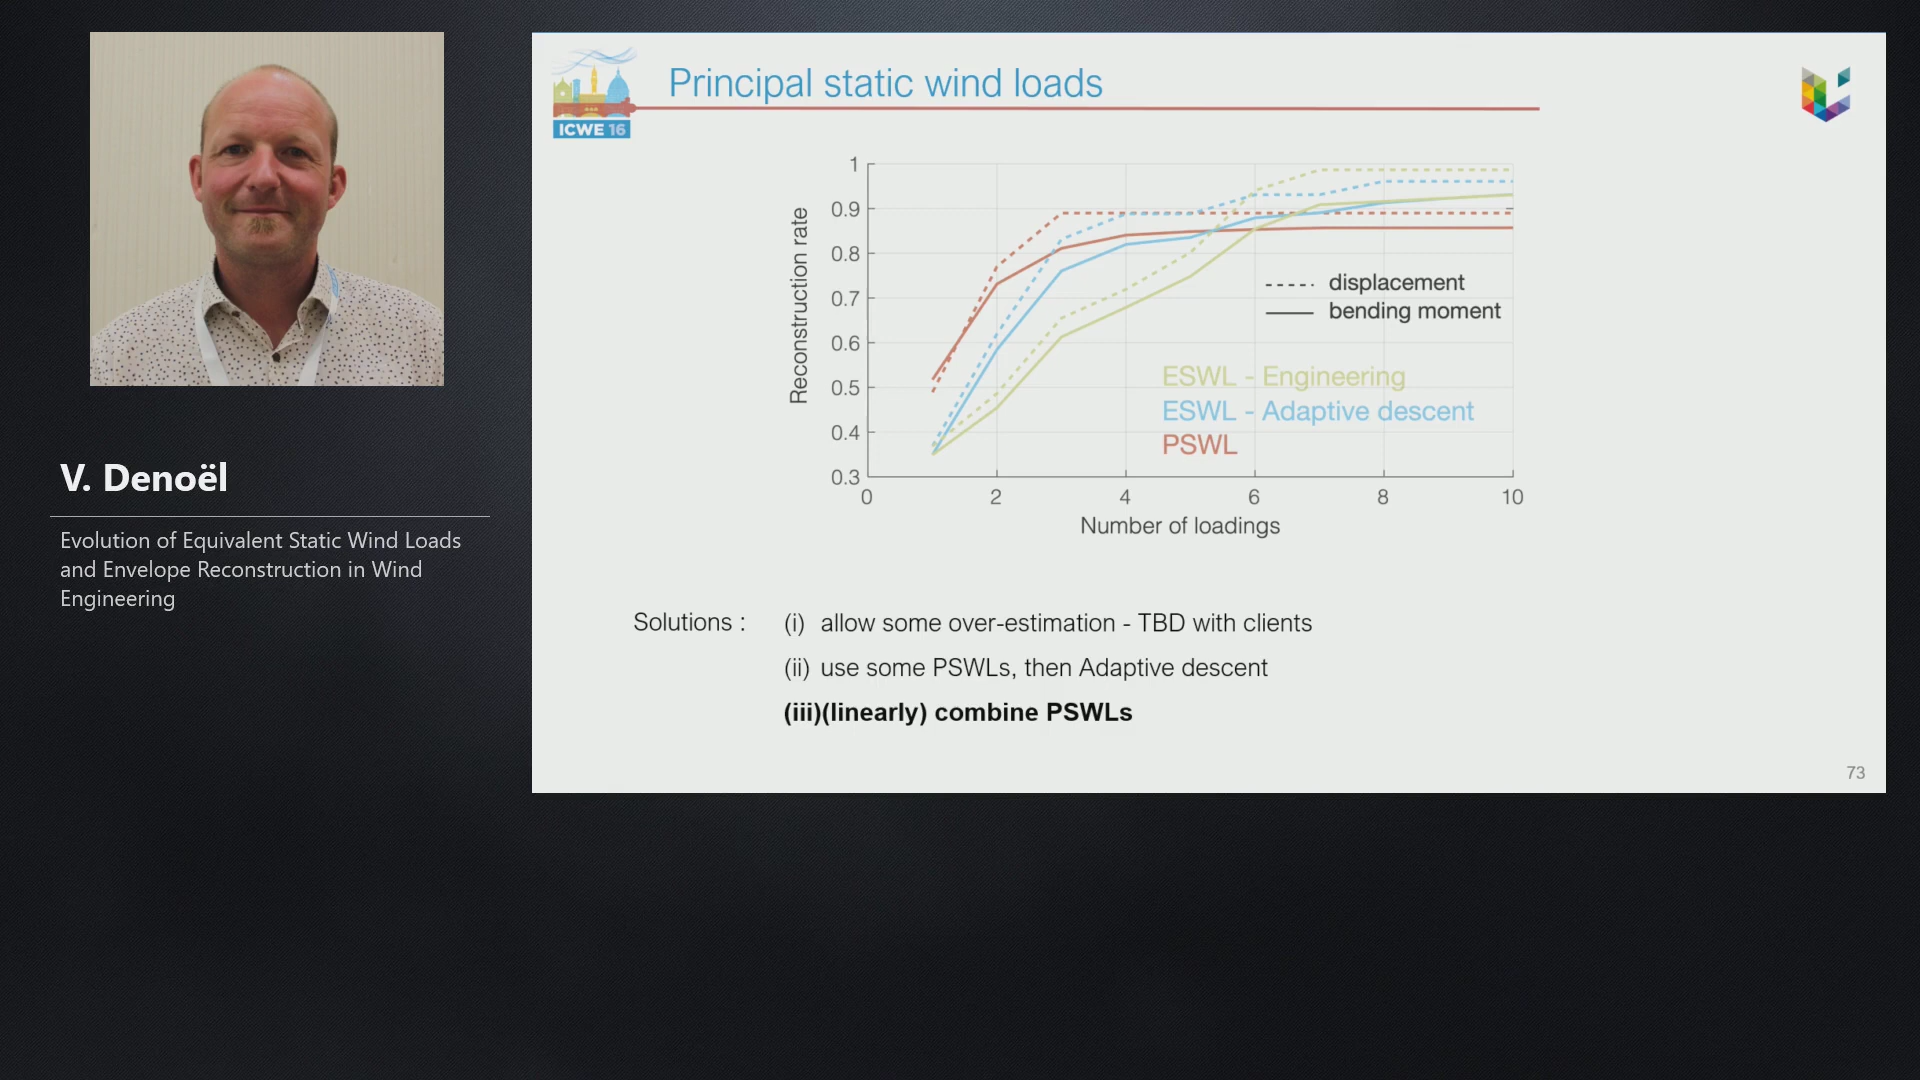 V. Denoël
Evolution of Equivalent Static Wind Loads
and Envelope Reconstruction in Wind
Engineering
ICWE 16
Principal static wind loads
1
0.9
0.8
0.7
0.6
0.5
0.4
0.3
Reconstruction rate
0 2 4 6 8 10
Number of loadings
displacement
bending moment
ESWL - Engineering
ESWL - Adaptive descent
PSWL
Solutions : (i) allow some over-estimation - TBD with clients
(ii) use some PSWLs, then Adaptive descent
(iii)(linearly) combine PSWLs
73